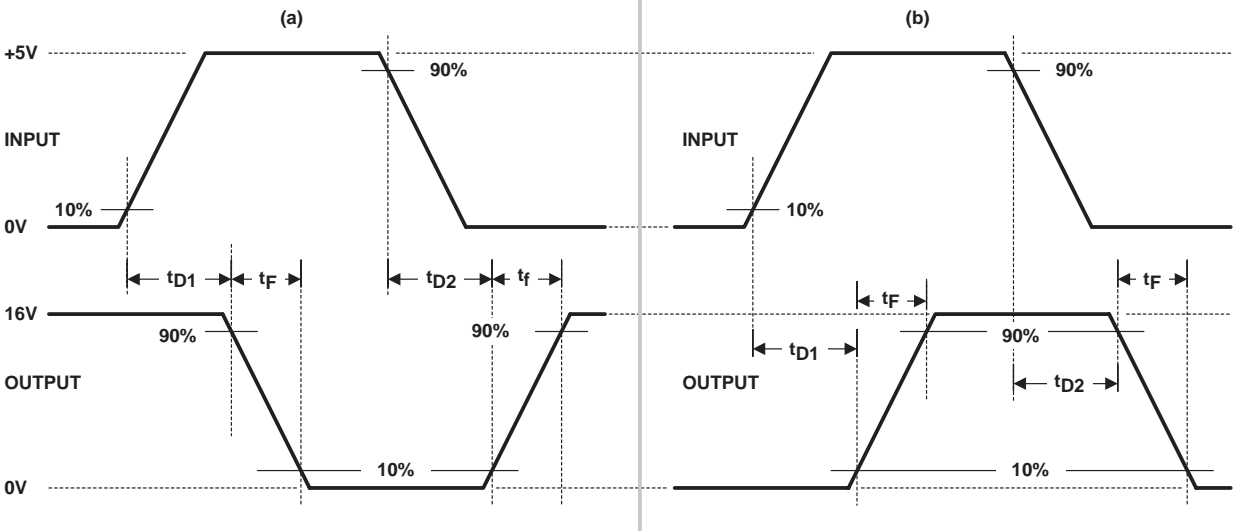 (a)
+5V
90%
INPUT
10%
0V
tD1
tF
tD2
tf
16V
90%
90%
OUTPUT
10%
0V
(b)
90%
INPUT
10%
tF
tF
90%
tD1
OUTPUT
tD2
10%